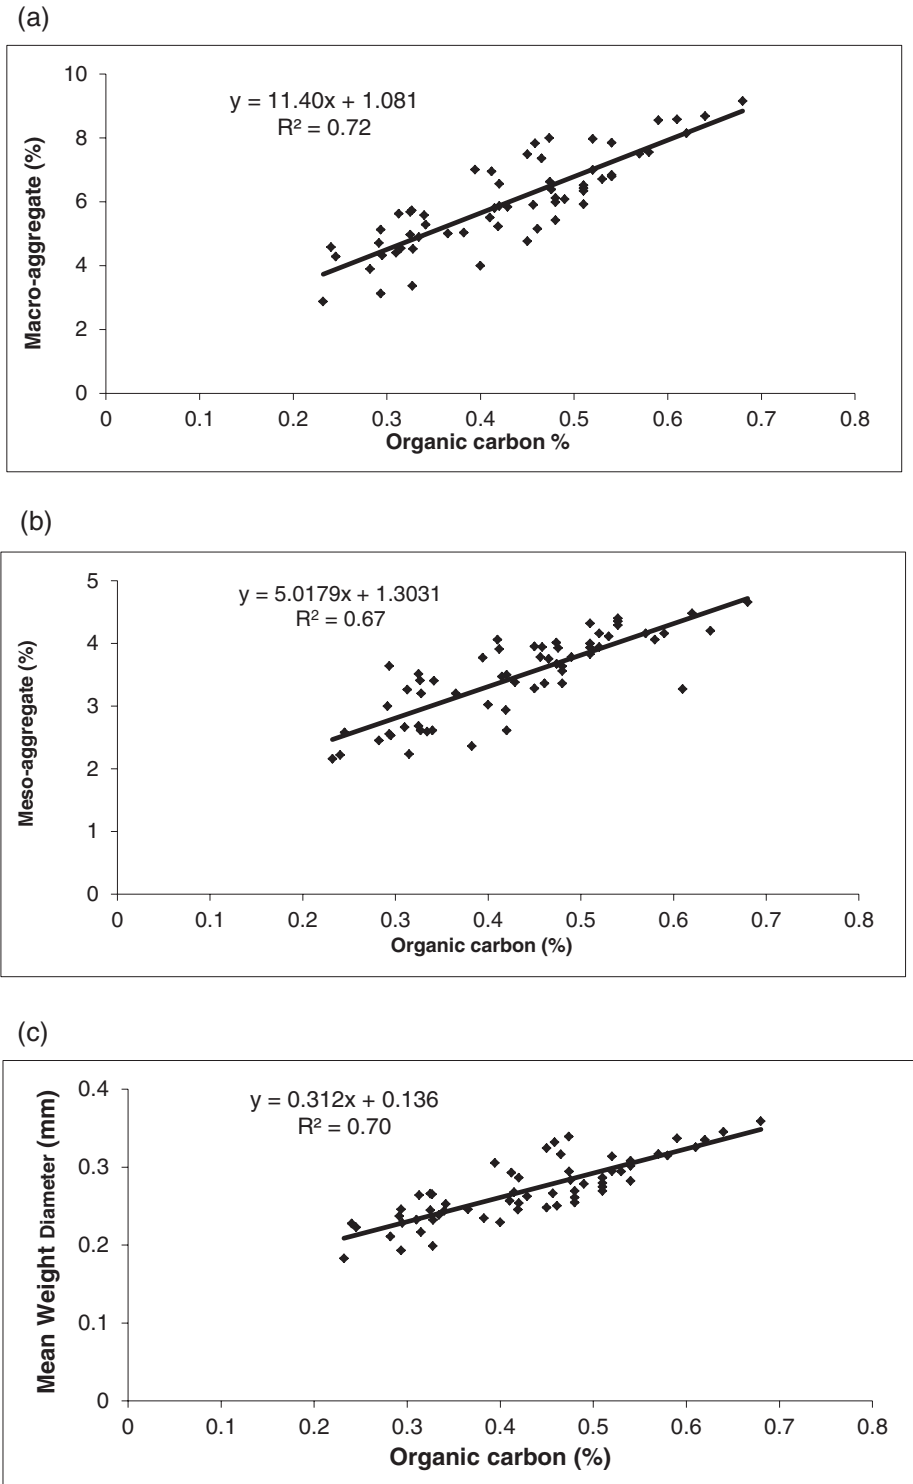 (a)
y = 11.40x + 1.081
R² = 0.72
Macro-aggregate (%)
10
8
6
4
2
0
0 0.1 0.2 0.3 0.4 0.5 0.6 0.7 0.8
Organic carbon %
(b)
y = 5.0179x + 1.3031
R² = 0.67
Meso-aggregate (%)
5
4
3
2
1
0
0 0.1 0.2 0.3 0.4 0.5 0.6 0.7 0.8
Organic carbon (%)
(c)
y = 0.312x + 0.136
R² = 0.70
Mean Weight Diameter (mm)
0.4
0.3
0.2
0.1
0
0 0.1 0.2 0.3 0.4 0.5 0.6 0.7 0.8
Organic carbon (%)